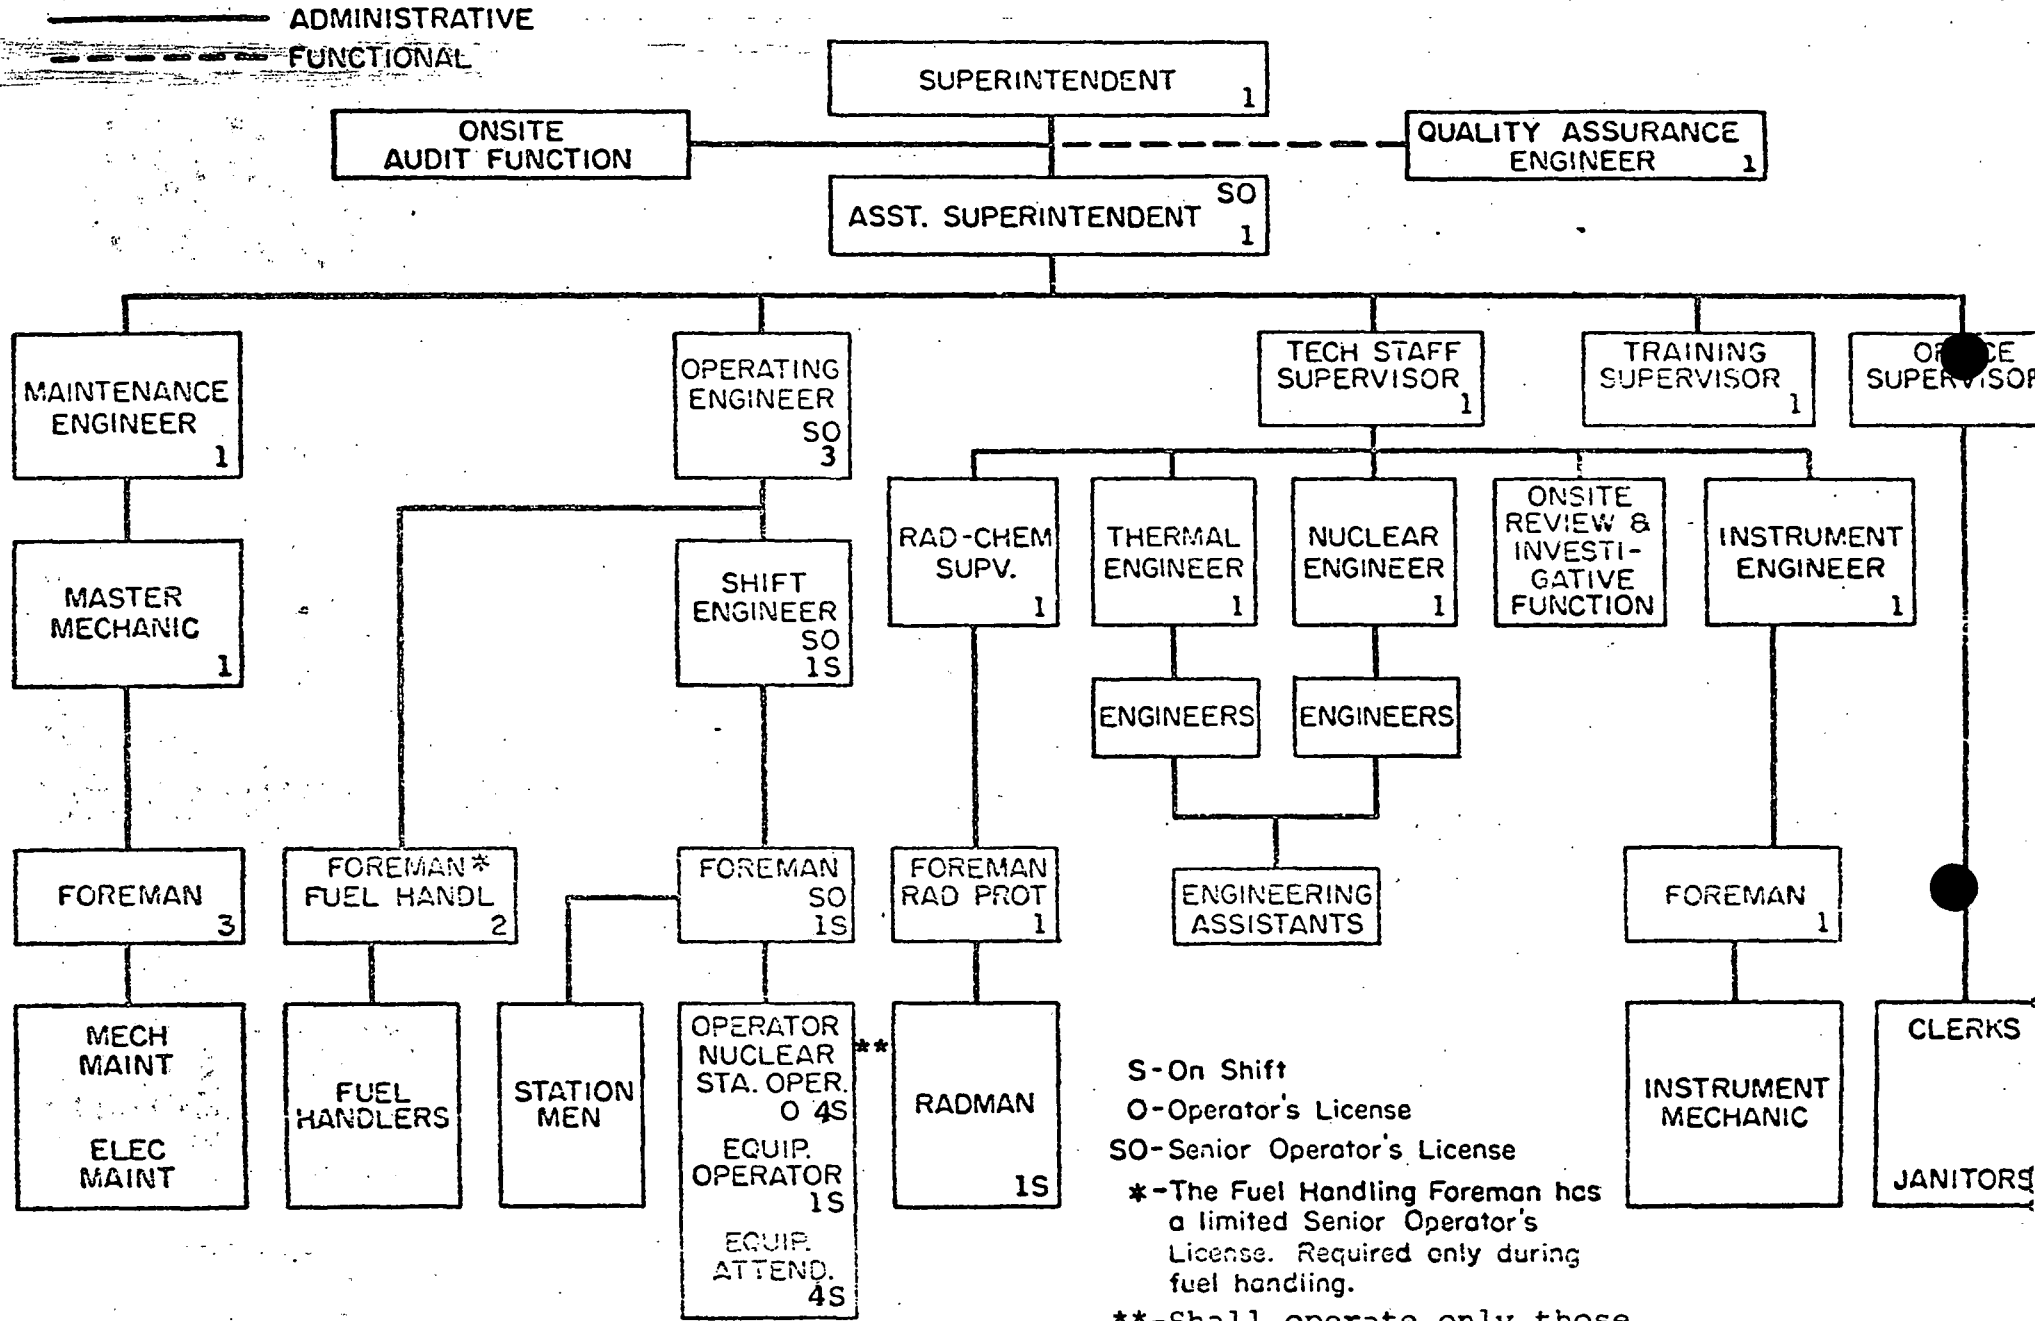 ADMINISTRATIVE
FUNCTIONAL
SUPERINTENDENT
1
ONSITE
AUDIT FUNCTION
QUALITY ASSURANCE
ENGINEER 1
SO
ASST. SUPERINTENDENT
1
MAINTENANCE
ENGINEER
1
OPERATING
ENGINEER
SO
3
TECH STAFF
SUPERVISOR
1
TRAINING
SUPERVISOR
1
SUPERVISOR
MASTER
MECHANIC
1
SHIFT
ENGINEER
SO
1S
RAD-CHEM
SUPV.
1
THERMAL
ENGINEER
1
NUCLEAR
ENGINEER
1
ONSITE
REVIEW &
INVESTI-
GATIVE
FUNCTION
INSTRUMENT
ENGINEER
1
ENGINEERS
ENGINEERS
FOREMAN
3
FOREMAN*
FUEL HANDL
2
FOREMAN
SO
1S
FOREMAN
RAD PROT
1
ENGINEERING
ASSISTANTS
FOREMAN
1
MECH
MAINT
ELEC
MAINT
FUEL
HANDLERS
STATION
MEN
OPERATOR
NUCLEAR **
STA. OPER.
O 4S
EQUIP.
OPERATOR
1S
EQUIP.
ATTEND.
4S
RADMAN
1S
INSTRUMENT
MECHANIC
CLERKS
JANITORS
S-On Shift
O-Operator's License
SO-Senior Operator's License
*-The Fuel Handling Foreman has
a limited Senior Operator's
License. Required only during
fuel handling.
**-Shall operate only those